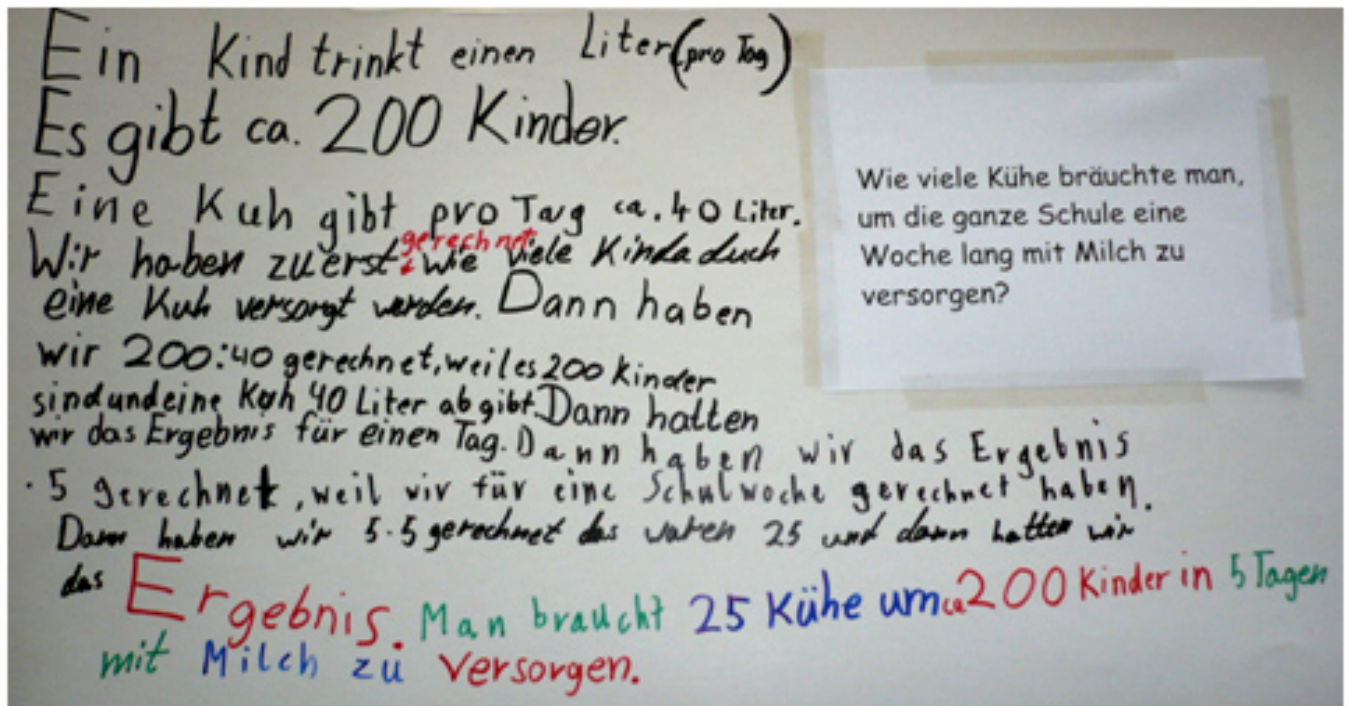 Ein Kind trinkt einen Liter (pro Tag)
Es gibt ca. 200 Kinder.
Eine Kuh gibt pro Tag ca. 40 Liter.
gerechnet
Wir haben zuerst wie viele Kinda duch
eine Kuh versorgt werden. Dann haben
wir 200:40 gerechnet, weil es 200 Kinder
sind und eine Kuh 40 Liter ab gibt. Dann hatten
wir das Ergebnis für einen Tag. Dann haben wir das Ergebnis
· 5 gerechnet, weil wir für eine Schulwoche gerechnet haben.
Dann haben wir 5·5 gerechnet das waren 25 und dann hatten wir
das Ergebnis. Man braucht 25 Kühe um ca 200 Kinder in 5 Tagen
mit Milch zu versorgen.
Wie viele Kühe bräuchte man,
um die ganze Schule eine
Woche lang mit Milch zu
versorgen?